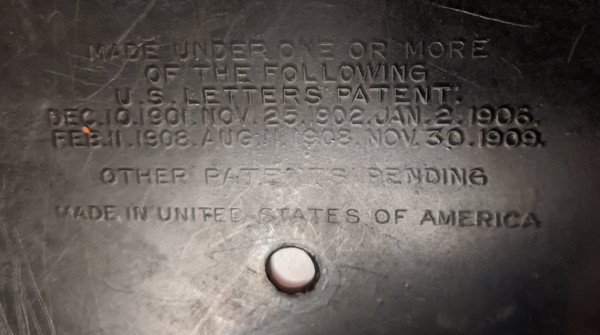 MADE UNDER ONE OR MORE
OF THE FOLLOWING
U.S. LETTERS PATENT.
DEC.10.1901. NOV.25.1902. JAN.2.1906.
FEB.11.1908. AUG.11.1908. NOV.30.1909.
OTHER PATENTS PENDING
MADE IN UNITED STATES OF AMERICA